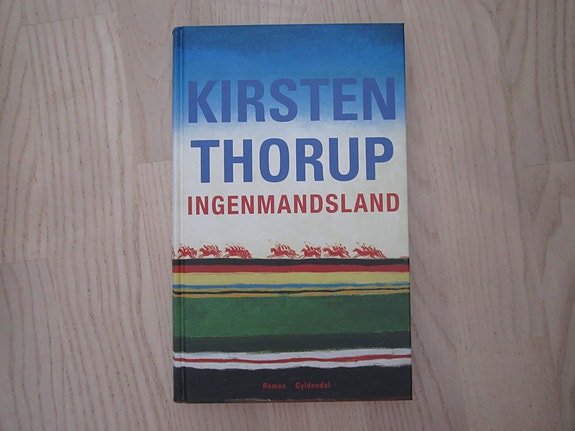 KIRSTEN
THORUP
INGENMANDSLAND
Roman Gyldendal